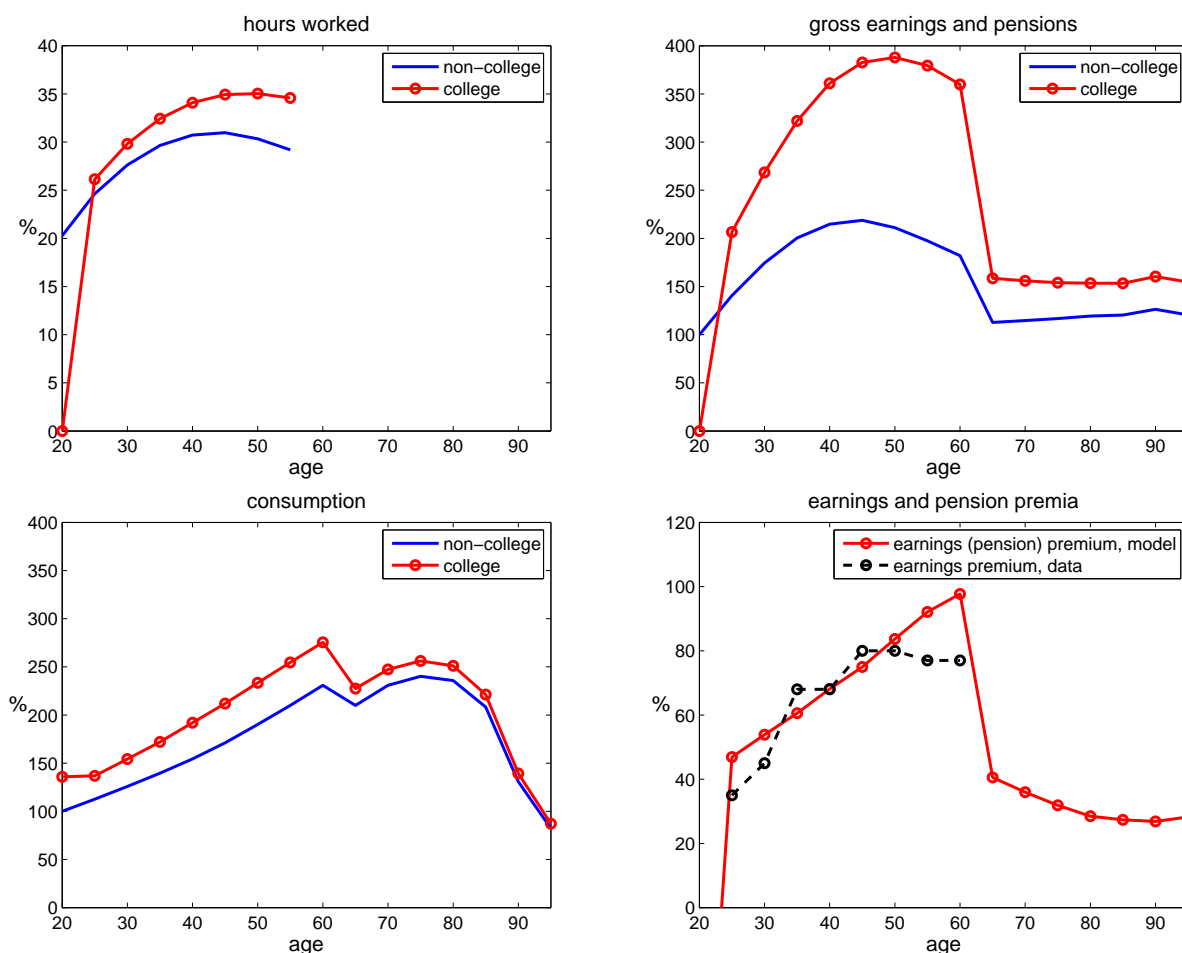 hours worked
40
35
30
25
20
15
10
5
0
%
non−college
college
20 30 40 50 60 70 80 90
age
gross earnings and pensions
400
350
300
250
200
150
100
50
0
%
non−college
college
20 30 40 50 60 70 80 90
age
consumption
400
350
300
250
200
150
100
50
0
%
non−college
college
20 30 40 50 60 70 80 90
age
earnings and pension premia
120
100
80
60
40
20
0
%
earnings (pension) premium, model
earnings premium, data
20 30 40 50 60 70 80 90
age